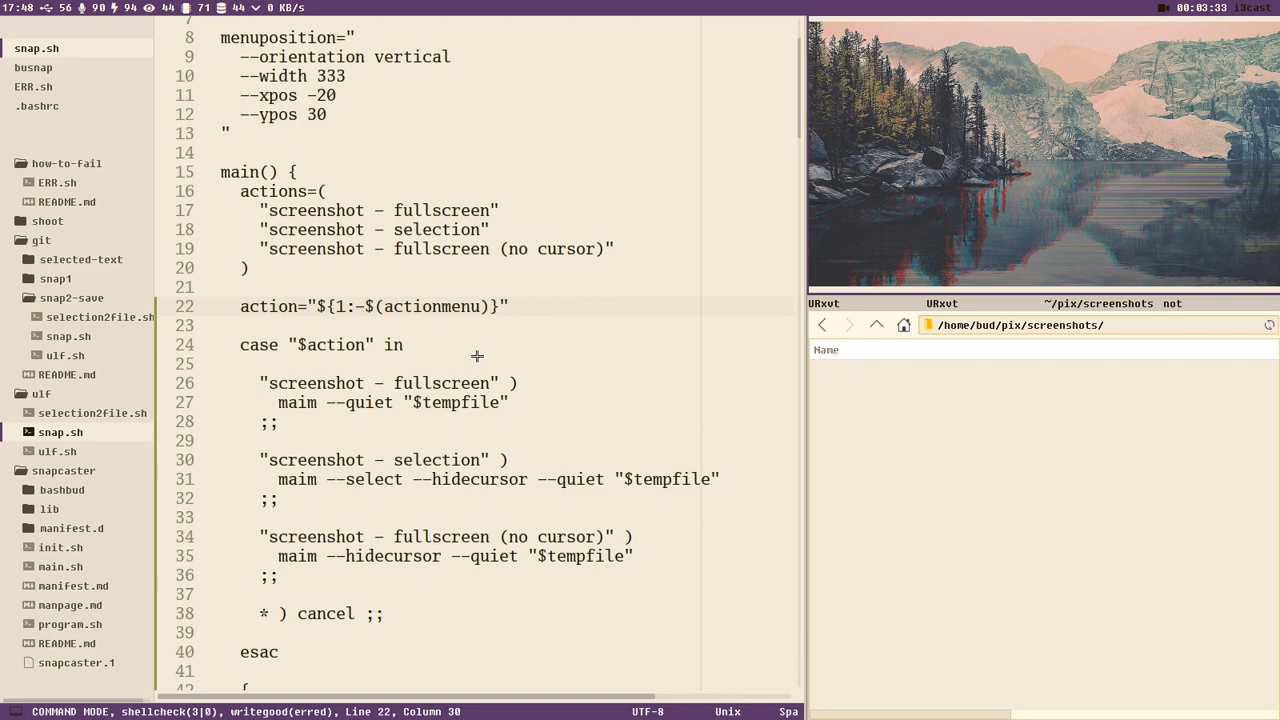 17:48 56 90 94 44 71 44 0 KB/s
00:03:33 i3cast
snap.sh
busnap
ERR.sh
.bashrc
how-to-fail
ERR.sh
README.md
shoot
git
selected-text
snap1
snap2-save
selection2file.sh
snap.sh
ulf.sh
README.md
ulf
selection2file.sh
snap.sh
ulf.sh
snapcaster
bashbud
lib
manifest.d
init.sh
main.sh
manifest.md
manpage.md
program.sh
README.md
snapcaster.1
7
8 menuposition="
9 --orientation vertical
10 --width 333
11 --xpos -20
12 --ypos 30
13 "
14
15 main() {
16 actions=(
17 "screenshot - fullscreen"
18 "screenshot - selection"
19 "screenshot - fullscreen (no cursor)"
20 )
21
22 action="${1:-$(actionmenu)}"
23
24 case "$action" in
25
26 "screenshot - fullscreen" )
27 maim --quiet "$tempfile"
28 ;;
29
30 "screenshot - selection" )
31 maim --select --hidecursor --quiet "$tempfile"
32 ;;
33
34 "screenshot - fullscreen (no cursor)" )
35 maim --hidecursor --quiet "$tempfile"
36 ;;
37
38 * ) cancel ;;
39
40 esac
41
42 {
COMMAND MODE, shellcheck(3|0), writegood(erred), Line 22, Column 30 UTF-8 Unix Spa
URxvt URxvt ~/pix/screenshots not
/home/bud/pix/screenshots/
Name